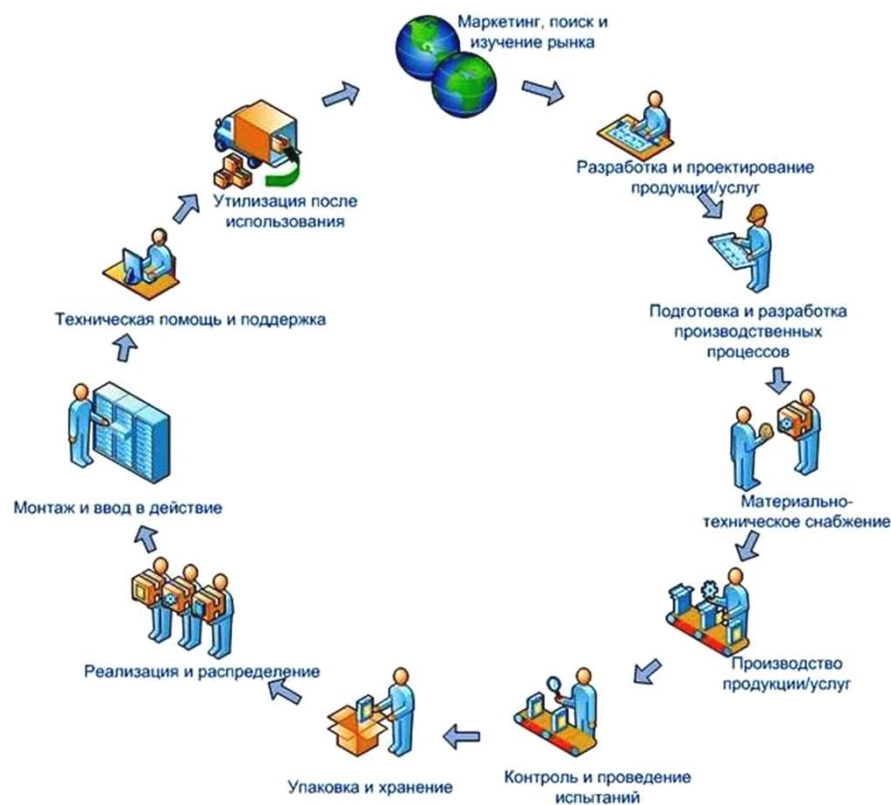 Маркетинг, поиск и
изучение рынка
Разработка и проектирование
продукции/услуг
Подготовка и разработка
производственных
процессов
Материально-
техническое снабжение
Производство
продукции/услуг
Контроль и проведение
испытаний
Упаковка и хранение
Реализация и распределение
Монтаж и ввод в действие
Техническая помощь и поддержка
Утилизация после
использования